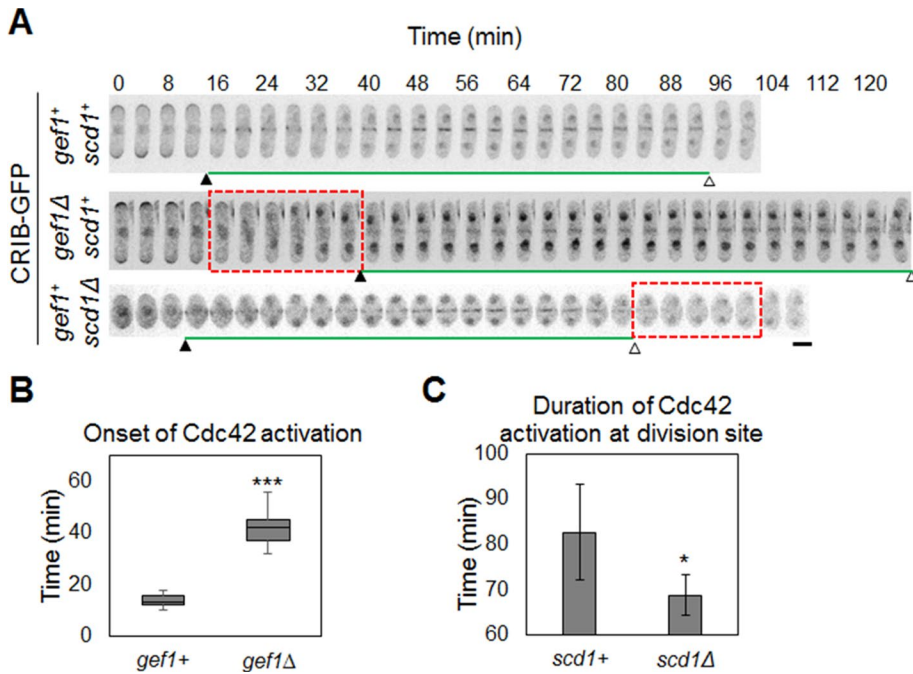 A
Time (min)
0 8 16 24 32 40 48 56 64 72 80 88 96 104 112 120
CRIB-GFP
gef1+
scd1+
gef1Δ
scd1+
gef1+
scd1Δ
B
Onset of Cdc42 activation
Time (min)
60
40
20
0
***
gef1+
gef1Δ
C
Duration of Cdc42
activation at division site
Time (min)
100
90
80
70
60
*
scd1+
scd1Δ